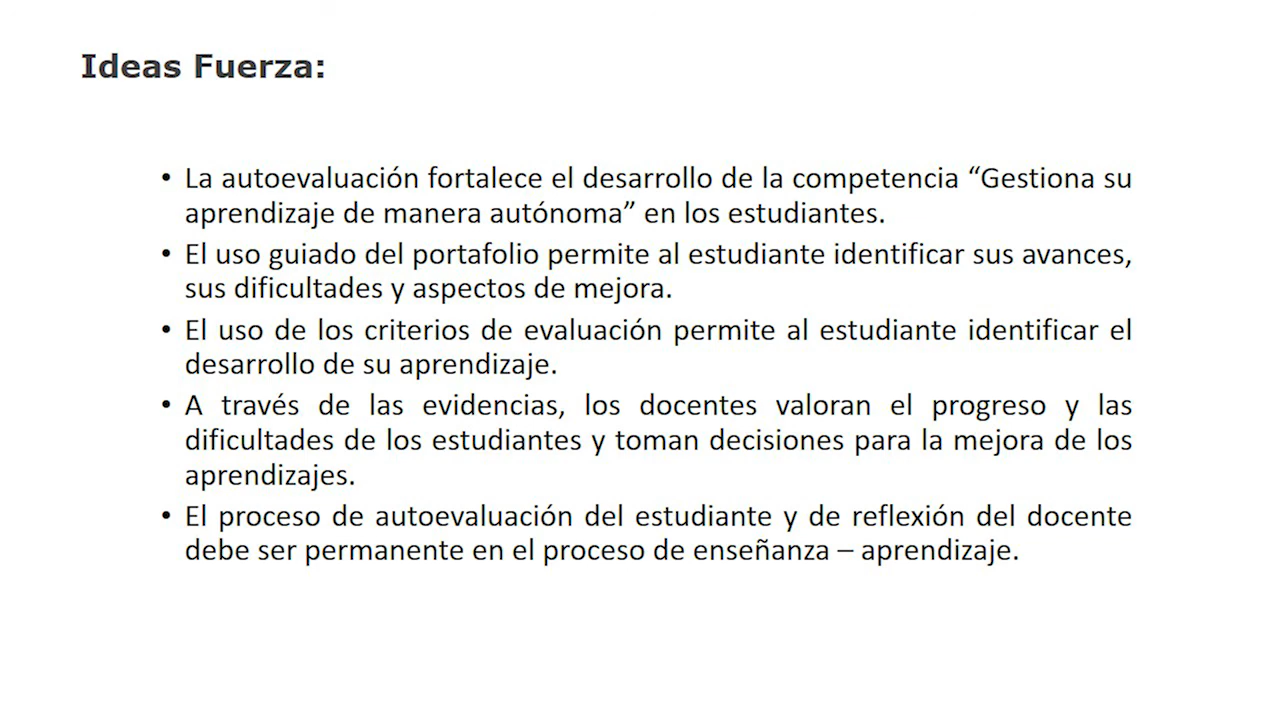 Ideas Fuerza:
• La autoevaluación fortalece el desarrollo de la competencia “Gestiona su
aprendizaje de manera autónoma” en los estudiantes.
• El uso guiado del portafolio permite al estudiante identificar sus avances,
sus dificultades y aspectos de mejora.
• El uso de los criterios de evaluación permite al estudiante identificar el
desarrollo de su aprendizaje.
• A través de las evidencias, los docentes valoran el progreso y las
dificultades de los estudiantes y toman decisiones para la mejora de los
aprendizajes.
• El proceso de autoevaluación del estudiante y de reflexión del docente
debe ser permanente en el proceso de enseñanza – aprendizaje.